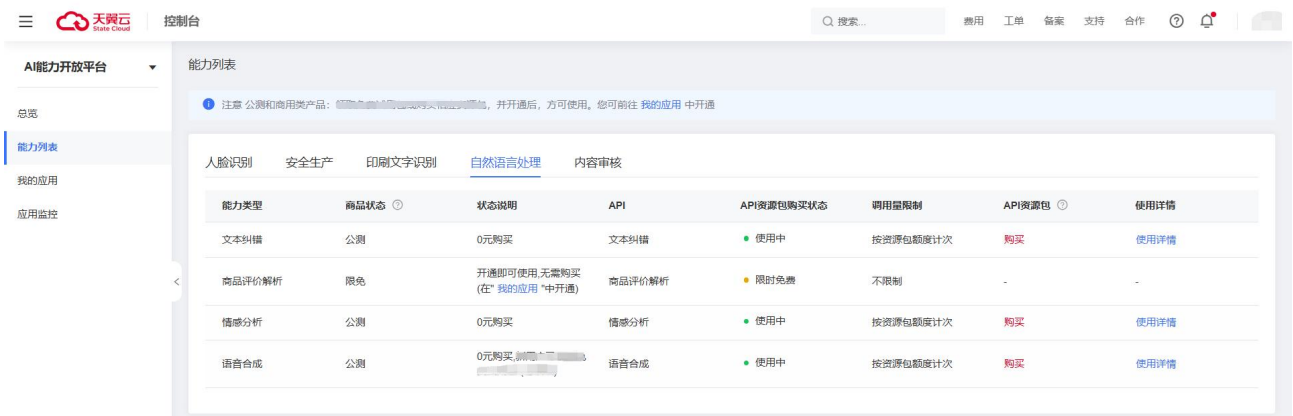 天翼云
State Cloud
控制台
搜索...
费用 工单 备案 支持 合作
AI能力开放平台
总览
能力列表
我的应用
应用监控
能力列表
注意 公测和商用类产品： ，并开通后，方可使用。您可前往 我的应用 中开通
人脸识别 安全生产 印刷文字识别 自然语言处理 内容审核
能力类型 商品状态 状态说明 API API资源包购买状态 调用量限制 API资源包 使用详情
文本纠错 公测 0元购买 文本纠错 使用中 按资源包额度计次 购买 使用详情
商品评价解析 限免 开通即可使用,无需购买 商品评价解析 限时免费 不限制 - -
(在" 我的应用 "中开通)
情感分析 公测 0元购买 情感分析 使用中 按资源包额度计次 购买 使用详情
语音合成 公测 0元购买, 语音合成 使用中 按资源包额度计次 购买 使用详情